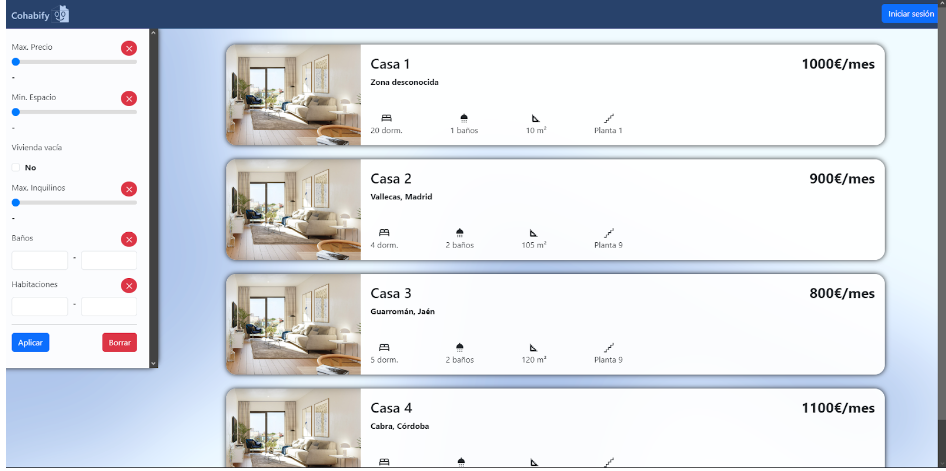 Cohabify
Iniciar sesión
Max. Precio
-
Min. Espacio
-
Vivienda vacía
No
Max. Inquilinos
-
Baños
-
Habitaciones
-
Aplicar
Borrar
Casa 1
1000€/mes
Zona desconocida
20 dorm.
1 baños
10 m²
Planta 1
Casa 2
900€/mes
Vallecas, Madrid
4 dorm.
2 baños
105 m²
Planta 9
Casa 3
800€/mes
Guarromán, Jaén
5 dorm.
2 baños
120 m²
Planta 9
Casa 4
1100€/mes
Cabra, Córdoba